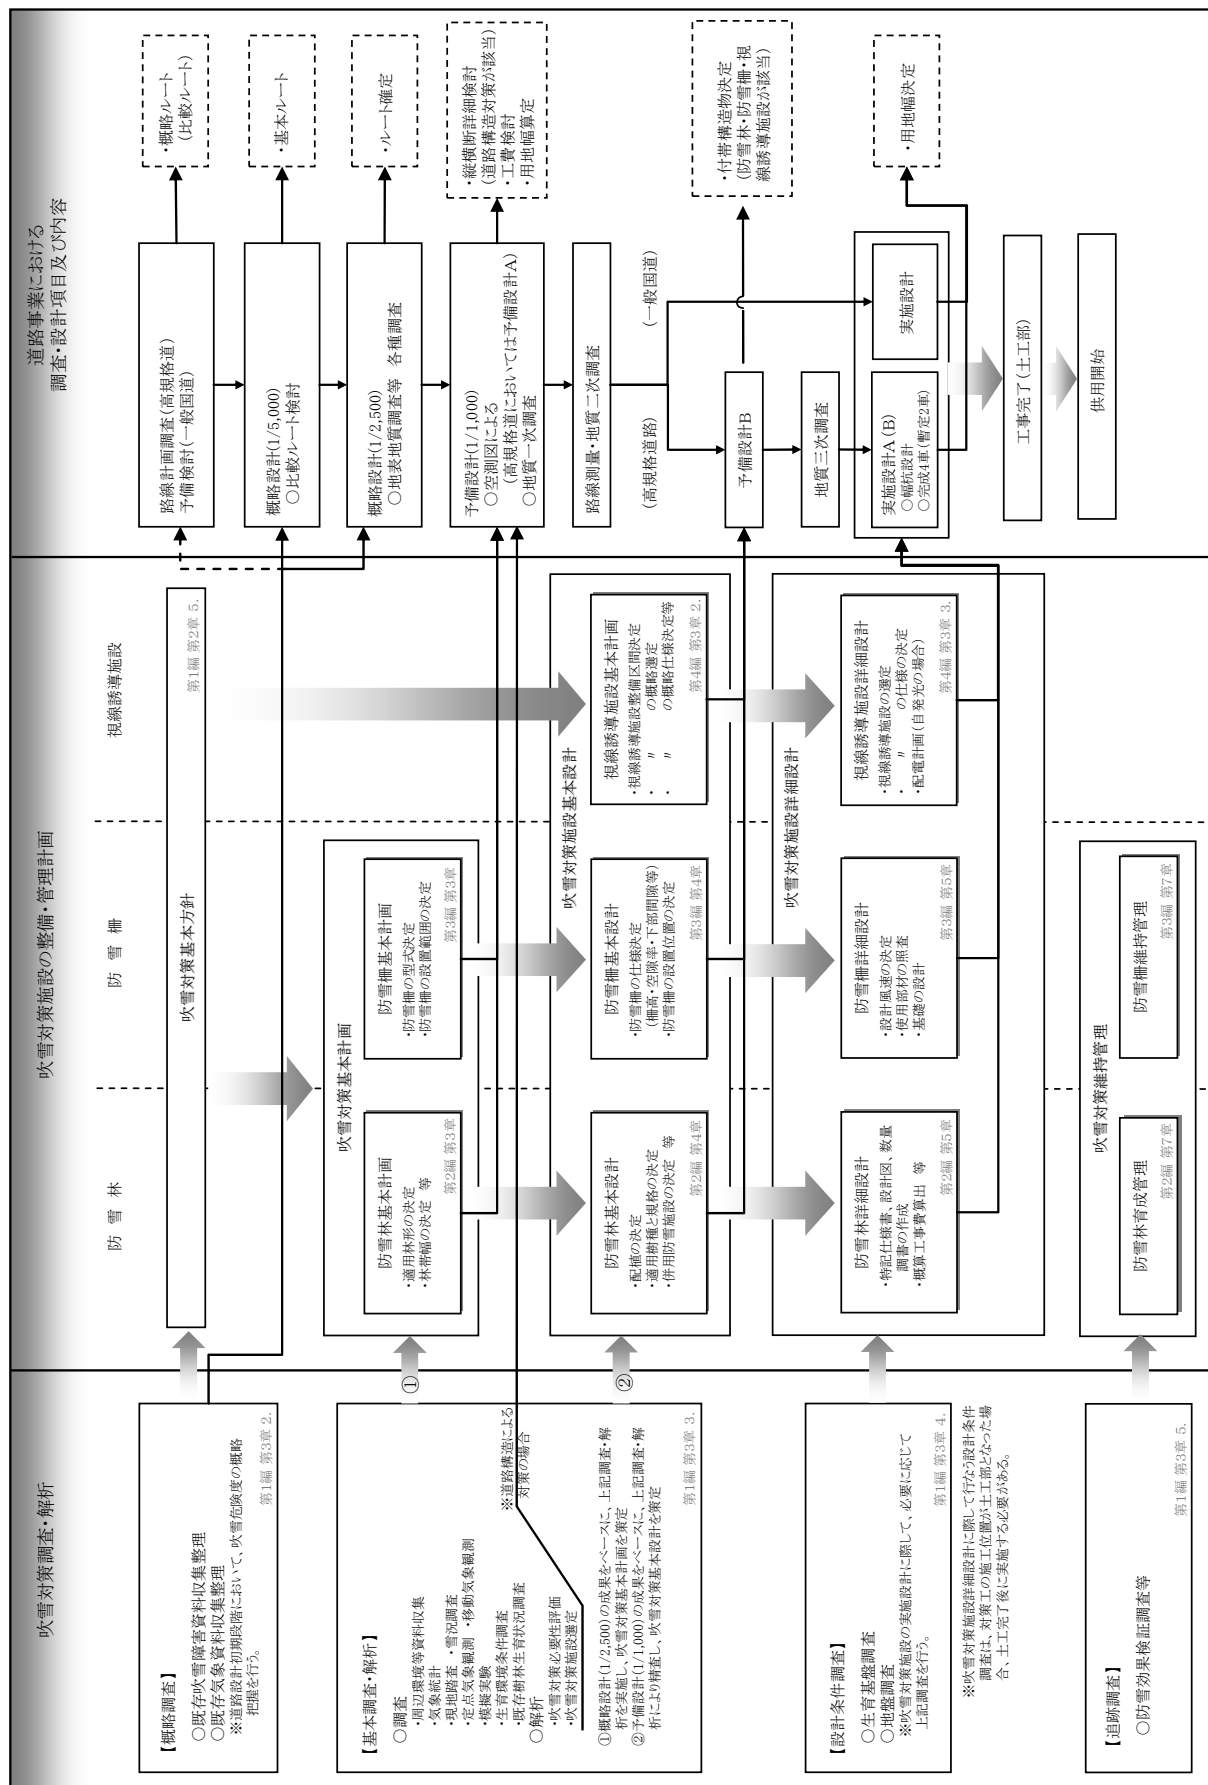 吹雪対策調査・解析
【概略調査】
○既存吹雪障害資料収集整理
○既存気象資料収集整理
※道路設計初期段階において、吹雪危険度の概略
把握を行う。
第1編 第3章 2.
【基本調査・解析】
○調査
・周辺環境等資料収集
・気象統計
・現地踏査 ・雪況調査
・定点気象観測 ・移動気象観測
・模擬実験
・生育環境条件調査
・既存樹林生育状況調査
○解析
・吹雪対策必要性評価
・吹雪対策施設選定
※道路構造による
対策の場合
①概略設計(1/2,500)の成果をベースに、上記調査・解
析を実施し、吹雪対策基本計画を策定
②予備設計(1/1,000)の成果をベースに、上記調査・解
析により精査し、吹雪対策基本設計を策定
第1編 第3章 3.
【設計条件調査】
○生育基盤調査
○地盤調査
※吹雪対策施設の実施設計に際して、必要に応じて
上記調査を行う。
第1編 第3章 4.
※吹雪対策施設詳細設計に際して行なう設計条件
調査は、対策工の施工位置が土工部となった場
合、土工完了後に実施する必要がある。
【追跡調査】
○防雪効果検証調査等
第1編 第3章 5.
①
②
吹雪対策施設の整備・管理計画
防 雪 林
防 雪 柵
視線誘導施設
吹雪対策基本方針
第1編 第2章 5.
吹雪対策基本計画
防雪林基本計画
・適用林形の決定
・林帯幅の決定 等
第2編 第3章
防雪柵基本計画
・防雪柵の型式決定
・防雪柵の設置範囲の決定
第3編 第3章
吹雪対策施設基本設計
防雪林基本設計
・配植の決定
・適用樹種と規格の決定
・併用防雪施設の決定 等
第2編 第4章
防雪柵基本設計
・防雪柵の仕様決定
(柵高・空隙率・下部間隙等)
・防雪柵の設置位置の決定
第3編 第4章
視線誘導施設基本計画
・視線誘導施設整備区間決定
・ 〃 の概略選定
・ 〃 の概略仕様決定等
第4編 第3章 2.
吹雪対策施設詳細設計
防雪林詳細設計
・特記仕様書、設計図、数量
調書の作成
・概算工事費算出 等
第2編 第5章
防雪柵詳細設計
・設計風速の決定
・使用部材の照査
・基礎の設計
第3編 第5章
視線誘導施設詳細設計
・視線誘導施設の選定
・ 〃 の仕様の決定
・配電計画(自発光の場合)
第4編 第3章 3.
吹雪対策維持管理
防雪林育成管理
第2編 第7章
防雪柵維持管理
第3編 第7章
道路事業における
調査・設計項目及び内容
路線計画調査(高規格道)
予備検討(一般国道)
・概略ルート
(比較ルート)
概略設計(1/5,000)
○比較ルート検討
・基本ルート
概略設計(1/2,500)
○地表地質調査等 各種調査
・ルート確定
予備設計(1/1,000)
○空測図による
(高規格道においては予備設計A)
○地質一次調査
・縦横断詳細検討
(道路構造対策が該当)
・工費検討
・用地幅算定
路線測量・地質二次調査
(高規格道路)
(一般国道)
予備設計B
・付帯構造物決定
(防雪林・防雪柵・視
線誘導施設が該当)
地質三次調査
実施設計A(B)
○幅杭設計
○完成4車(暫定2車)
実施設計
・用地幅決定
工事完了(土工部)
供用開始